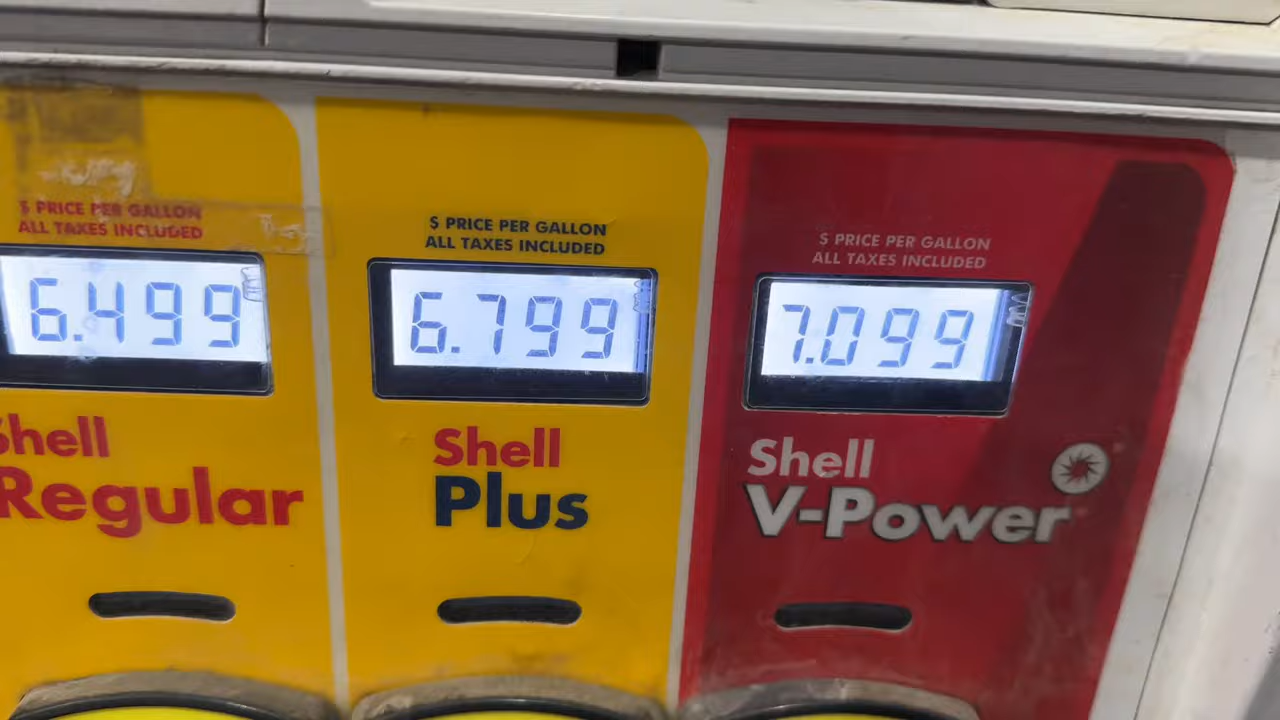 $ PRICE PER GALLON
ALL TAXES INCLUDED
6.499
Shell
Regular
$ PRICE PER GALLON
ALL TAXES INCLUDED
6.799
Shell
Plus
$ PRICE PER GALLON
ALL TAXES INCLUDED
7.099
Shell
V-Power